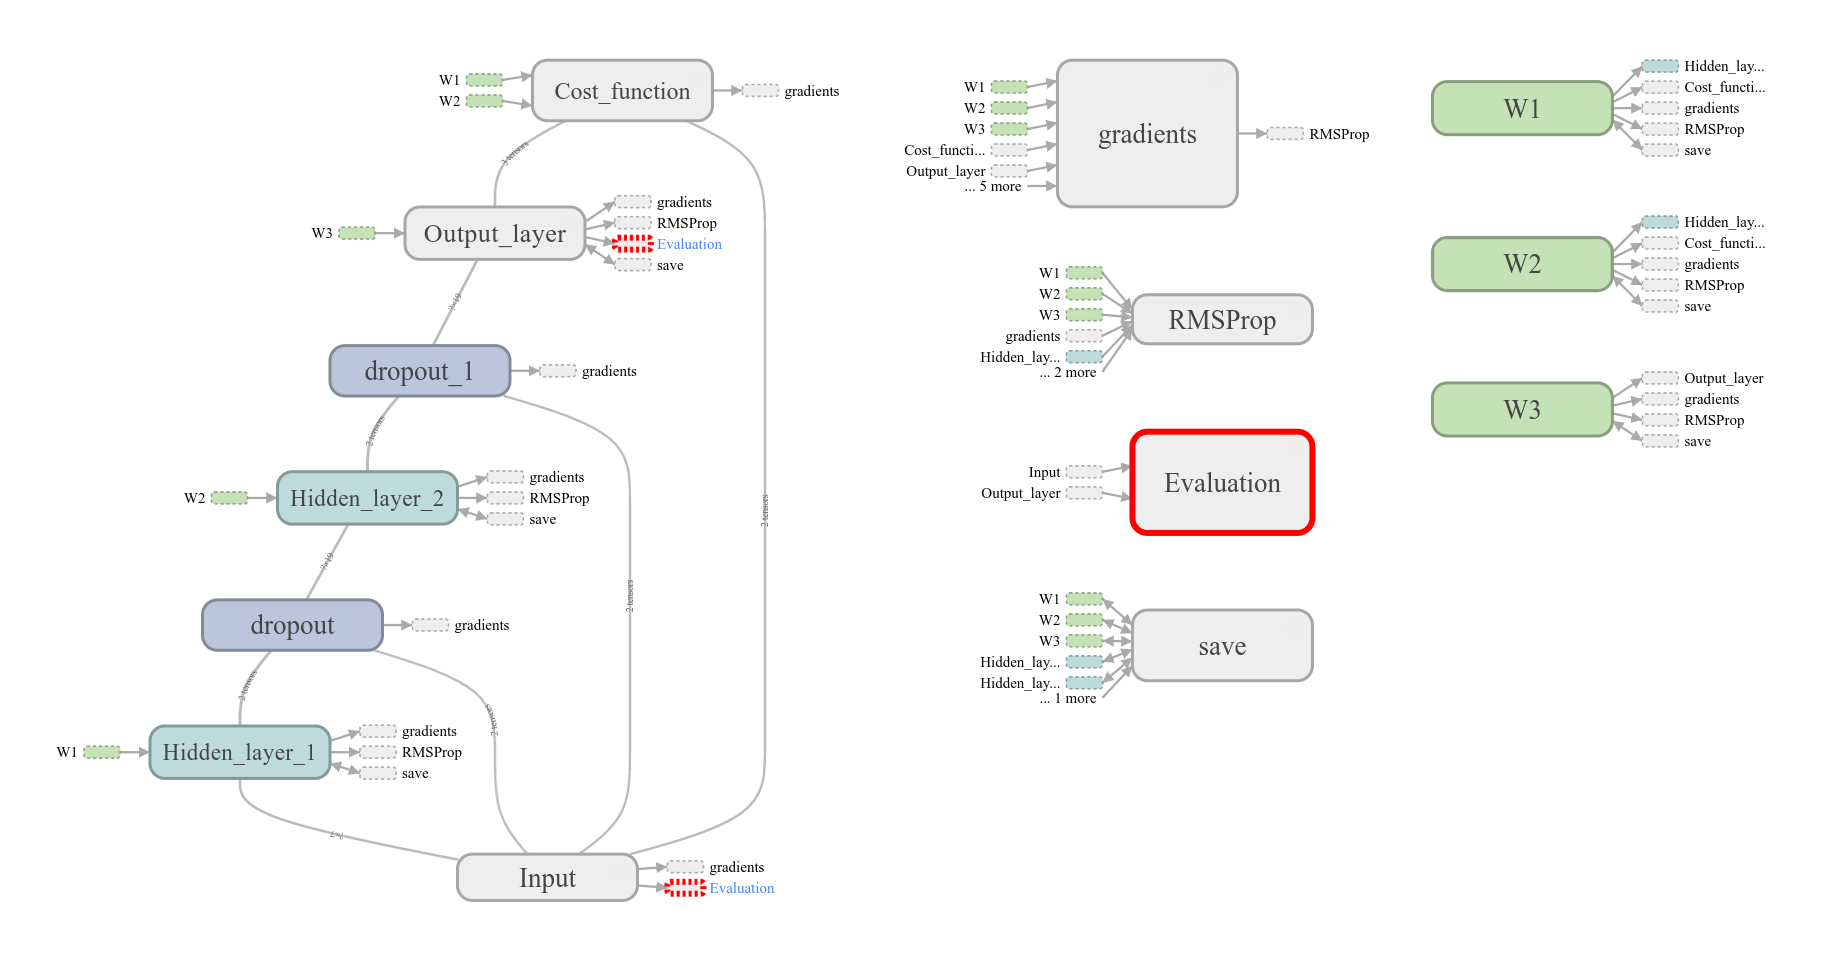 W1
W2
Cost_function
gradients
3 tensors
W3
Output_layer
gradients
RMSProp
Evaluation
save
?×19
dropout_1
gradients
2 tensors
W2
Hidden_layer_2
gradients
RMSProp
save
?×19
dropout
gradients
2 tensors
2 tensors
2 tensors
2 tensors
W1
Hidden_layer_1
gradients
RMSProp
save
?×7
Input
gradients
Evaluation
W1
W2
W3
Cost_functi...
Output_layer
... 5 more
gradients
RMSProp
W1
W2
W3
gradients
Hidden_lay...
... 2 more
RMSProp
Input
Output_layer
Evaluation
W1
W2
W3
Hidden_lay...
Hidden_lay...
... 1 more
save
W1
Hidden_lay...
Cost_functi...
gradients
RMSProp
save
W2
Hidden_lay...
Cost_functi...
gradients
RMSProp
save
W3
Output_layer
gradients
RMSProp
save